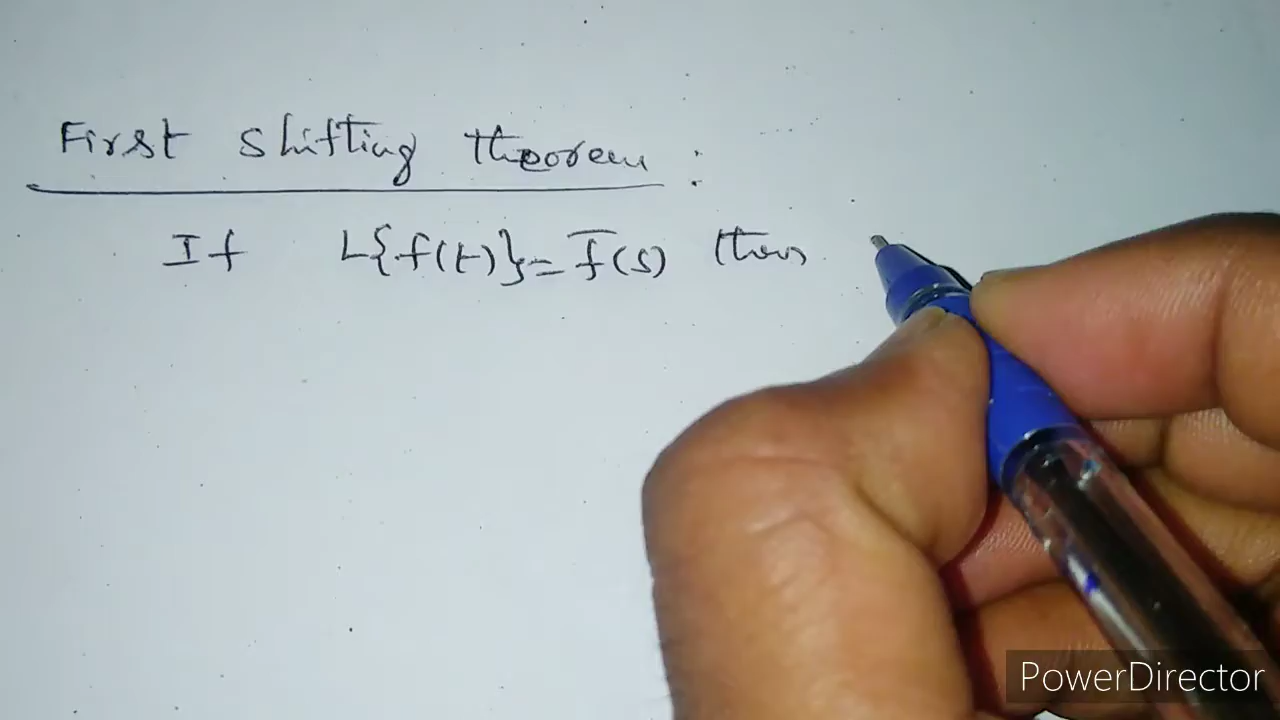 First shifting theorem :
If L{f(t)}=f̅(s) then
PowerDirector